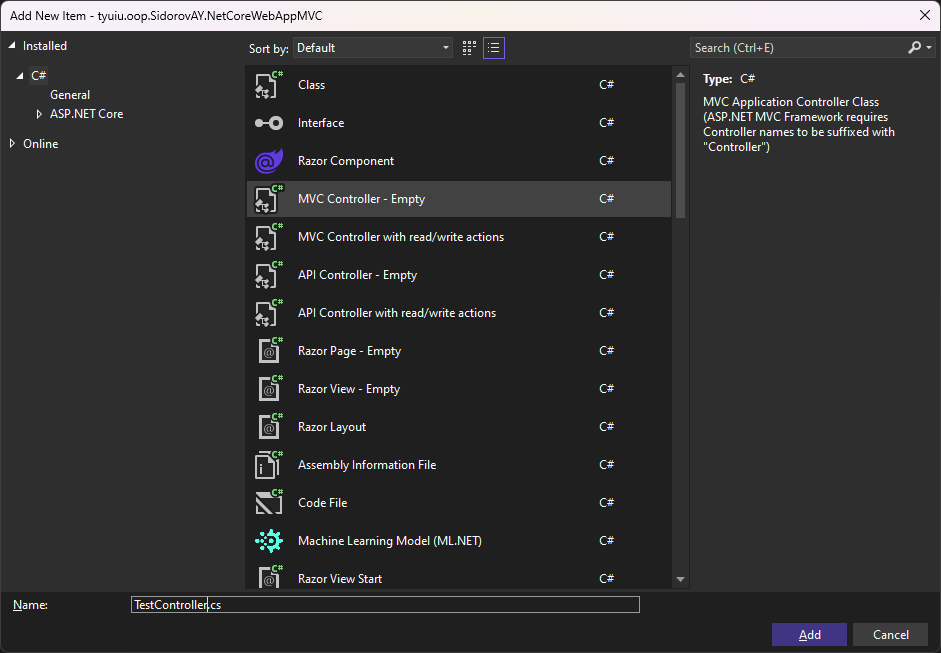 Add New Item - tyuiu.oop.SidorovAY.NetCoreWebAppMVC
Installed
C#
General
ASP.NET Core
Online
Sort by: Default
Class C#
Interface C#
Razor Component C#
MVC Controller - Empty C#
MVC Controller with read/write actions C#
API Controller - Empty C#
API Controller with read/write actions C#
Razor Page - Empty C#
Razor View - Empty C#
Razor Layout C#
Assembly Information File C#
Code File C#
Machine Learning Model (ML.NET) C#
Razor View Start C#
Search (Ctrl+E)
Type: C#
MVC Application Controller Class
(ASP.NET MVC Framework requires
Controller names to be suffixed with
"Controller")
Name: TestController.cs
Add Cancel